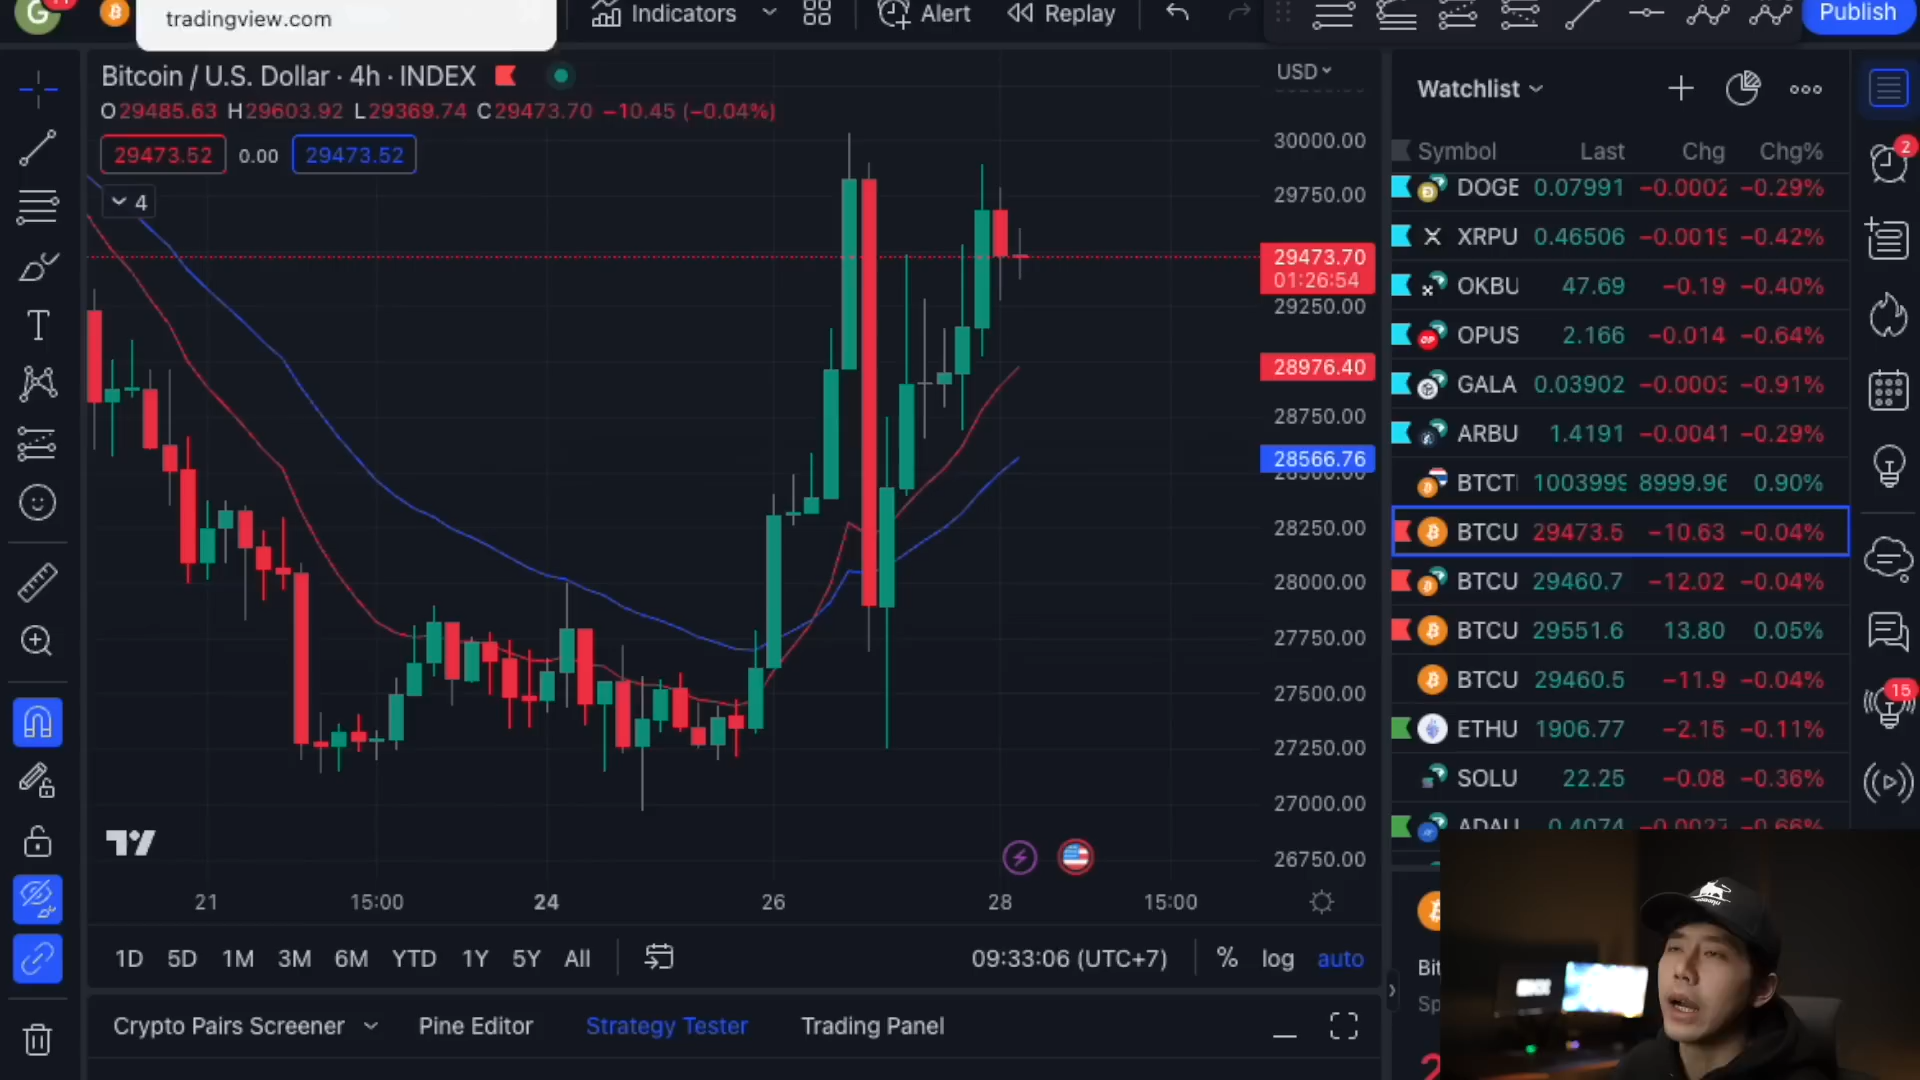 G
tradingview.com
Indicators
Alert
Replay
Publish
Bitcoin / U.S. Dollar · 4h · INDEX
O29485.63 H29603.92 L29369.74 C29473.70 −10.45 (−0.04%)
29473.52 0.00 29473.52
4
USD
30000.00
29750.00
29473.70
01:26:54
29250.00
28976.40
28750.00
28566.76
28250.00
28000.00
27750.00
27500.00
27250.00
27000.00
26750.00
21 15:00 24 26 28 15:00
1D 5D 1M 3M 6M YTD 1Y 5Y All
09:33:06 (UTC+7) % log auto
Crypto Pairs Screener Pine Editor Strategy Tester Trading Panel
Watchlist
Symbol Last Chg Chg%
DOGE 0.07991 −0.0002 −0.29%
XRPU 0.46506 −0.0019 −0.42%
OKBU 47.69 −0.19 −0.40%
OPUS 2.166 −0.014 −0.64%
GALA 0.03902 −0.0003 −0.91%
ARBU 1.4191 −0.0041 −0.29%
BTCT 1003999 8999.96 0.90%
BTCU 29473.5 −10.63 −0.04%
BTCU 29460.7 −12.02 −0.04%
BTCU 29551.6 13.80 0.05%
BTCU 29460.5 −11.9 −0.04%
ETHU 1906.77 −2.15 −0.11%
SOLU 22.25 −0.08 −0.36%
ADAU 0.4074 −0.0027 −0.66%
Bit
Sp
2
15